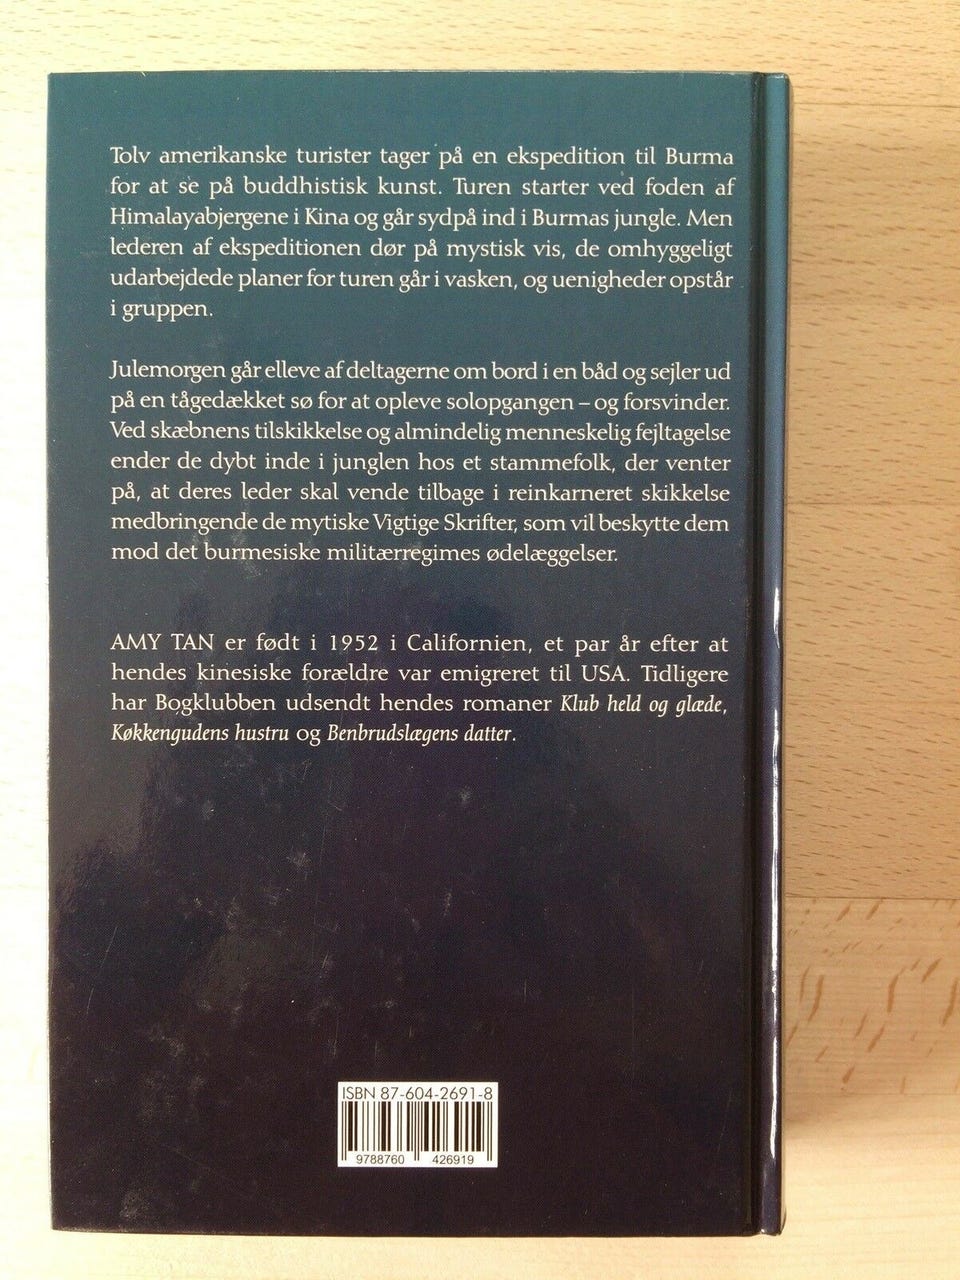 Tolv amerikanske turister tager på en ekspedition til Burma
for at se på buddhistisk kunst. Turen starter ved foden af
Himalayabjergene i Kina og går sydpå ind i Burmas jungle. Men
lederen af ekspeditionen dør på mystisk vis, de omhyggeligt
udarbejdede planer for turen går i vasken, og uenigheder opstår
i gruppen.
Julemorgen går elleve af deltagerne om bord i en båd og sejler ud
på en tågedækket sø for at opleve solopgangen – og forsvinder.
Ved skæbnens tilskikkelse og almindelig menneskelig fejltagelse
ender de dybt inde i junglen hos et stammefolk, der venter
på, at deres leder skal vende tilbage i reinkarneret skikkelse
medbringende de mytiske Vigtige Skrifter, som vil beskytte dem
mod det burmesiske militærregimes ødelæggelser.
AMY TAN er født i 1952 i Californien, et par år efter at
hendes kinesiske forældre var emigreret til USA. Tidligere
har Bogklubben udsendt hendes romaner Klub held og glæde,
Køkkengudens hustru og Benbrudslægens datter.
ISBN 87-604-2691-8
9788760 426919